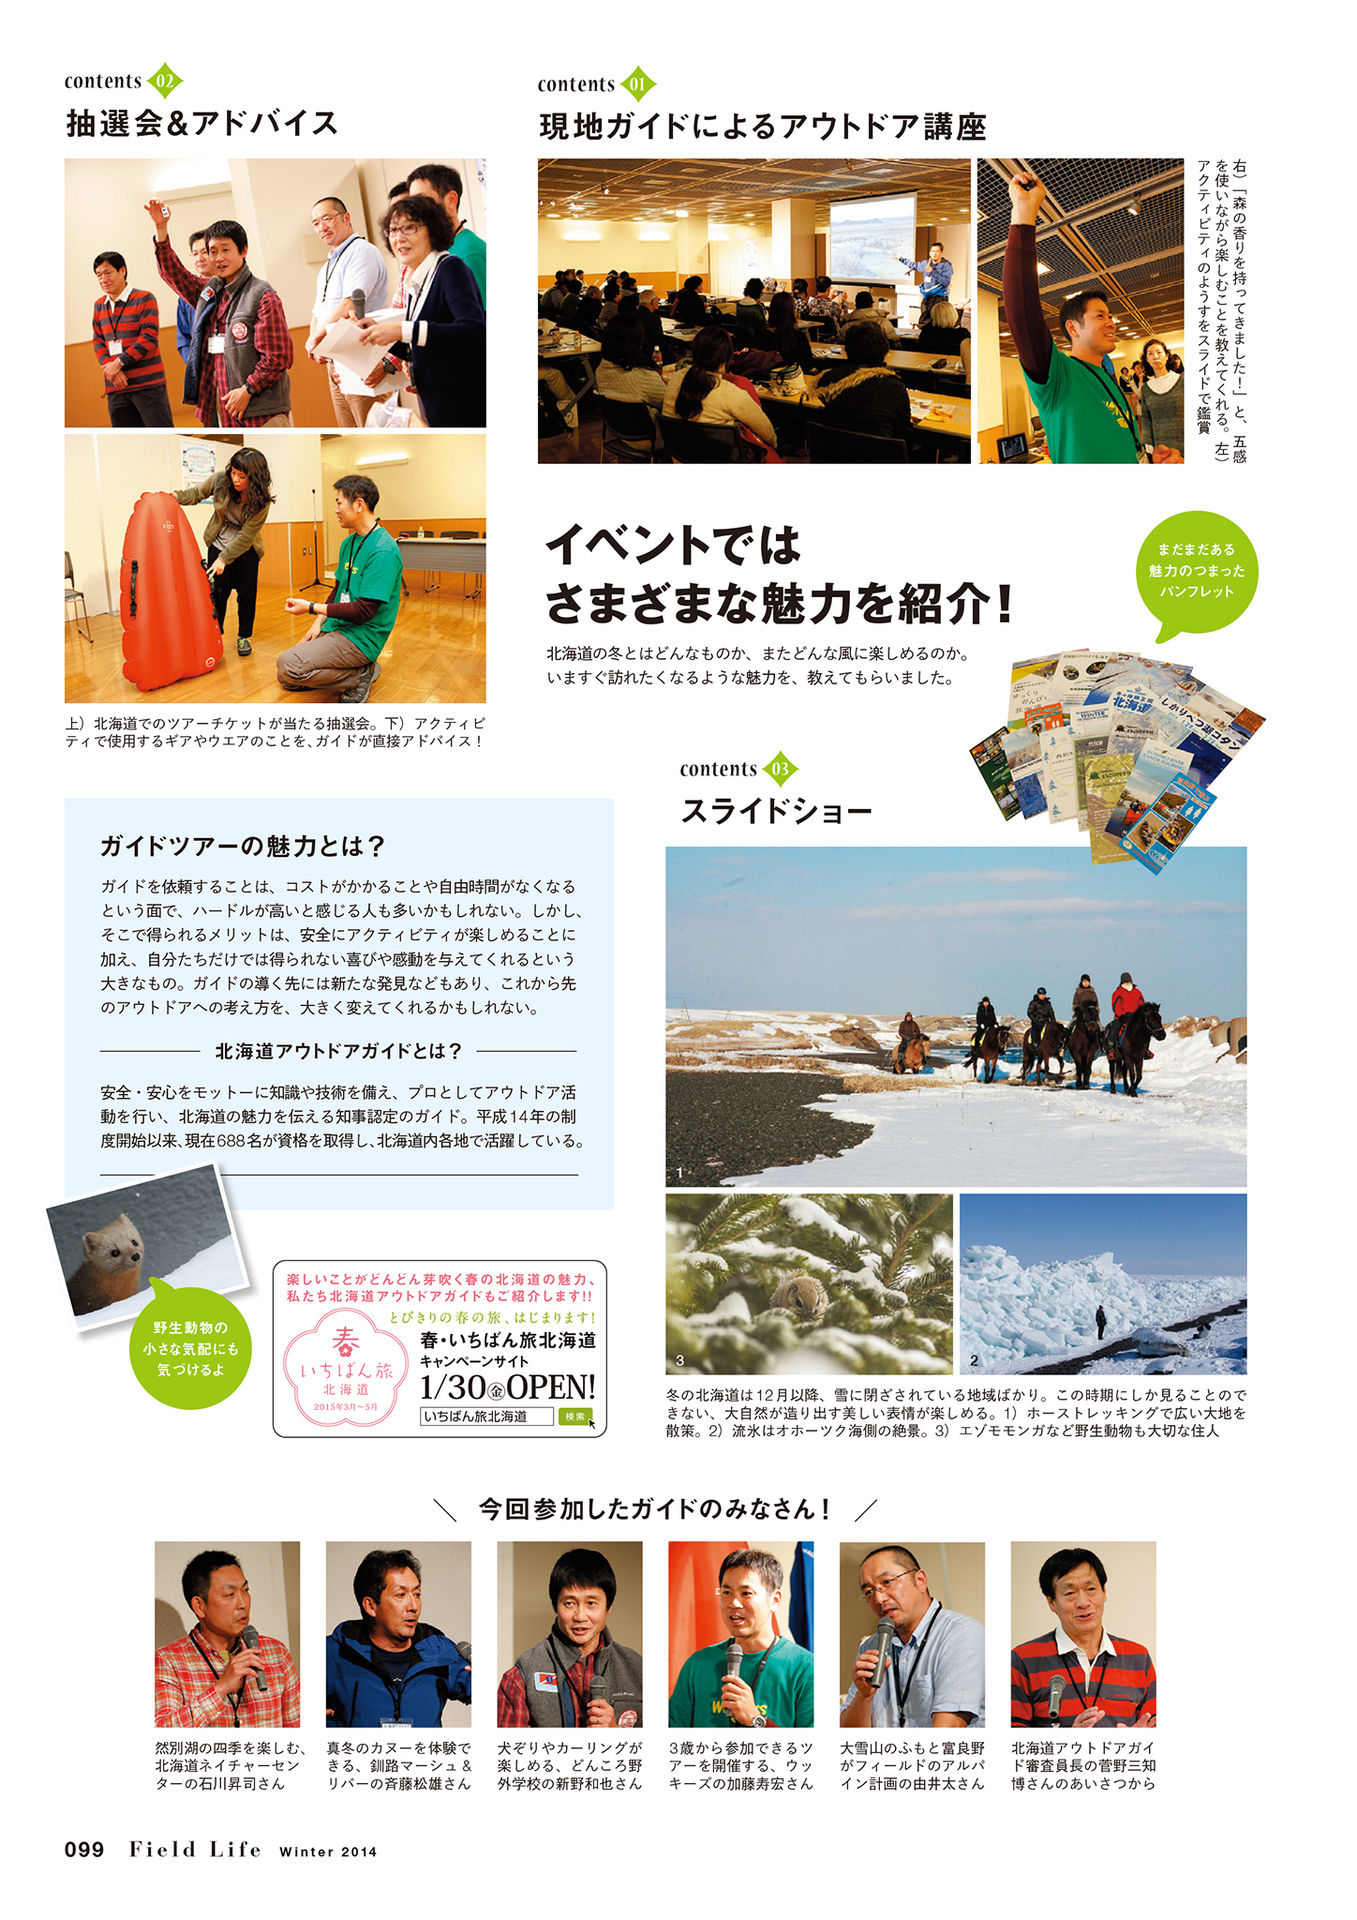 contents 01
現地ガイドによるアウトドア講座
右)「森の香りを持ってきました！」と、五感
を使いながら楽しむことを教えてくれる。左)
アクティビティのようすをスライドで鑑賞
contents 02
抽選会&アドバイス
上）北海道でのツアーチケットが当たる抽選会。下）アクティビ
ティで使用するギアやウエアのことを、ガイドが直接アドバイス！
イベントでは
さまざまな魅力を紹介！
北海道の冬とはどんなものか、またどんな風に楽しめるのか。
いますぐ訪れたくなるような魅力を、教えてもらいました。
まだまだある
魅力のつまった
パンフレット
北海道
しかりべつ湖コタン
contents 03
スライドショー
1
3
2
冬の北海道は12月以降、雪に閉ざされている地域ばかり。この時期にしか見ることので
きない、大自然が造り出す美しい表情が楽しめる。1）ホーストレッキングで広い大地を
散策。2）流氷はオホーツク海側の絶景。3）エゾモモンガなど野生動物も大切な住人
ガイドツアーの魅力とは？
ガイドを依頼することは、コストがかかることや自由時間がなくなる
という面で、ハードルが高いと感じる人も多いかもしれない。しかし、
そこで得られるメリットは、安全にアクティビティが楽しめることに
加え、自分たちだけでは得られない喜びや感動を与えてくれるという
大きなもの。ガイドの導く先には新たな発見などもあり、これから先
のアウトドアへの考え方を、大きく変えてくれるかもしれない。
北海道アウトドアガイドとは？
安全・安心をモットーに知識や技術を備え、プロとしてアウトドア活
動を行い、北海道の魅力を伝える知事認定のガイド。平成14年の制
度開始以来、現在688名が資格を取得し、北海道内各地で活躍している。
野生動物の
小さな気配にも
気づけるよ
楽しいことがどんどん芽吹く春の北海道の魅力、
私たち北海道アウトドアガイドもご紹介します!!
とびきりの春の旅、はじまります！
春
いちばん旅
北海道
2015年3月～5月
春・いちばん旅北海道
キャンペーンサイト
1/30㊎OPEN!
いちばん旅北海道 検索
今回参加したガイドのみなさん！
然別湖の四季を楽しむ、
北海道ネイチャーセン
ターの石川昇司さん
真冬のカヌーを体験で
きる、釧路マーシュ＆
リバーの斉藤松雄さん
犬ぞりやカーリングが
楽しめる、どんころ野
外学校の新野和也さん
3歳から参加できるツ
アーを開催する、ウッ
キーズの加藤寿宏さん
大雪山のふもと富良野
がフィールドのアルパ
イン計画の由井太さん
北海道アウトドアガイ
ド審査員長の菅野三知
博さんのあいさつから
099 Field Life Winter 2014